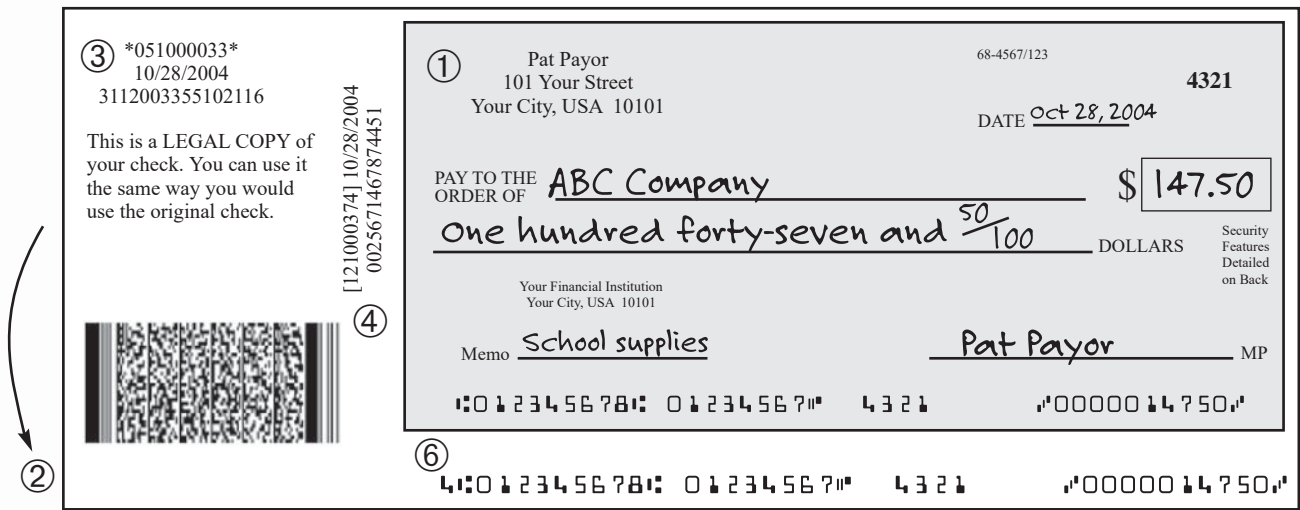 ③ *051000033*
10/28/2004
3112003355102116
This is a LEGAL COPY of
your check. You can use it
the same way you would
use the original check.
[121000374] 10/28/2004
0025671467874451
④
②
①
Pat Payor
101 Your Street
Your City, USA 10101
68-4567/123
4321
DATE Oct 28, 2004
PAY TO THE
ORDER OF ABC Company $ 147.50
One hundred forty-seven and 50/100 DOLLARS
Security
Features
Detailed
on Back
Your Financial Institution
Your City, USA 10101
Memo School supplies Pat Payor MP
⑆012345678⑆ 01234567⑈ 4321 ⑇0000014750⑇
⑥
4⑆012345678⑆ 01234567⑈ 4321 ⑇0000014750⑇